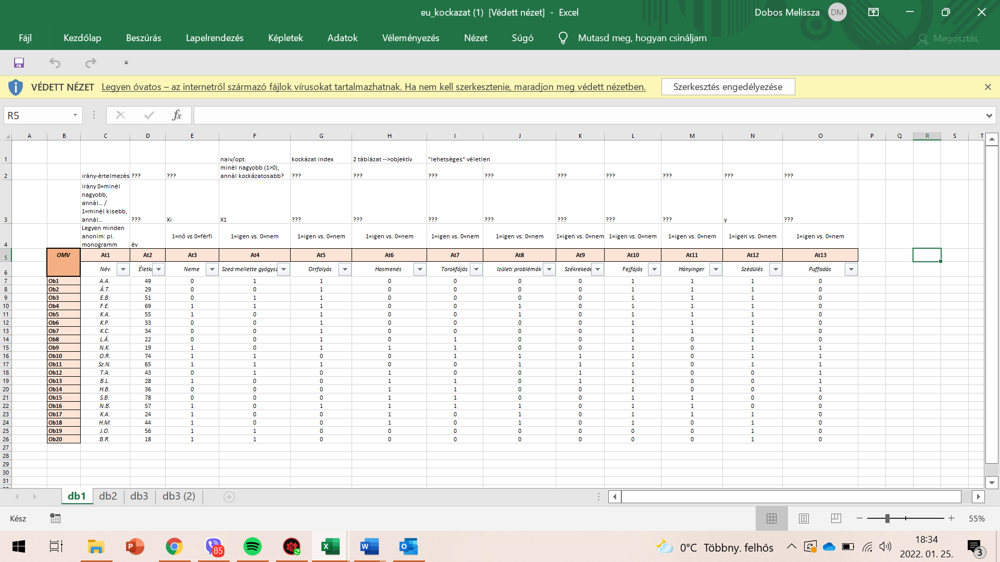 eu_kockazat (1) [Védett nézet] - Excel
Dobos Melissza DM
Fájl Kezdőlap Beszúrás Lapelrendezés Képletek Adatok Véleményezés Nézet Súgó Mutasd meg, hogyan csináljam Megosztás
VÉDETT NÉZET Legyen óvatos – az internetről származó fájlok vírusokat tartalmazhatnak. Ha nem kell szerkesztenie, maradjon meg védett nézetben. Szerkesztés engedélyezése
R5 fx
A B C D E F G H I J K L M N O P Q R S T
1 naiv/opt. kockázat index 2 táblázat -->objektív "lehetséges" véletlen
2 irány-értelmezés ??? ??? minél nagyobb (1>0), annál kockázatosabb? ??? ??? ??? ??? ??? ??? ??? ??? ???
3 irány 0=minél nagyobb, annál... / 1=minél kisebb, annál... ??? Xi X1 ??? ??? ??? ??? ??? ??? ??? y ???
4 Legyen minden anonim: pl. monogramm év 1=nő vs 0=férfi 1=igen vs. 0=nem 1=igen vs. 0=nem 1=igen vs. 0=nem 1=igen vs. 0=nem 1=igen vs. 0=nem 1=igen vs. 0=nem 1=igen vs. 0=nem 1=igen vs. 0=nem 1=igen vs. 0=nem 1=igen vs. 0=nem
5 OMV At1 At2 At3 At4 At5 At6 At7 At8 At9 At10 At11 At12 At13
6 Név Életk Neme Szed mellette gyógysz Orrfolyás Hasmenés Torokfájás Izületi problémák Székreked Fejfájás Hányinger Szédülés Puffadás
7 Ob1 A.A. 49 0 1 1 0 0 0 0 1 1 1 0
8 Ob2 Á.T. 29 0 0 1 0 0 0 0 1 1 1 0
9 Ob3 E.B. 51 0 1 1 0 0 0 0 1 1 1 0
10 Ob4 F.E. 69 1 1 1 0 0 1 0 1 1 1 0
11 Ob5 K.A. 55 1 0 1 0 0 1 0 1 1 1 0
12 Ob6 K.P. 33 0 0 1 0 0 0 0 1 1 1 0
13 Ob7 K.C. 34 0 0 1 0 0 0 0 1 1 1 0
14 Ob8 L.Á. 22 0 0 1 0 1 0 0 1 0 1 0
15 Ob9 N.K. 19 1 0 1 1 1 0 0 1 0 1 1
16 Ob10 O.R. 74 1 1 0 0 1 1 1 1 0 1 1
17 Ob11 Sz.N. 65 1 1 1 0 0 1 1 1 0 1 1
18 Ob12 T.A. 43 0 1 0 1 0 0 1 1 0 0 1
19 Ob13 B.L. 28 1 0 0 1 1 0 1 1 0 0 1
20 Ob14 H.B. 36 0 0 0 1 1 0 0 1 0 0 1
21 Ob15 S.B. 78 0 0 0 1 1 0 0 1 1 0 0
22 Ob16 N.B. 57 1 0 1 1 1 1 0 1 1 0 0
23 Ob17 K.A. 24 1 0 0 1 0 1 0 1 1 1 0
24 Ob18 H.M. 44 1 0 0 1 0 1 0 1 0 1 0
25 Ob19 J.O. 56 1 1 0 0 0 0 0 0 0 1 0
26 Ob20 B.R. 18 1 1 0 0 0 0 0 0 0 1 0
27
28
29
30
31
db1 db2 db3 db3 (2)
Kész 55%
85 0°C Többny. felhős 18:34
2022. 01. 25. 3